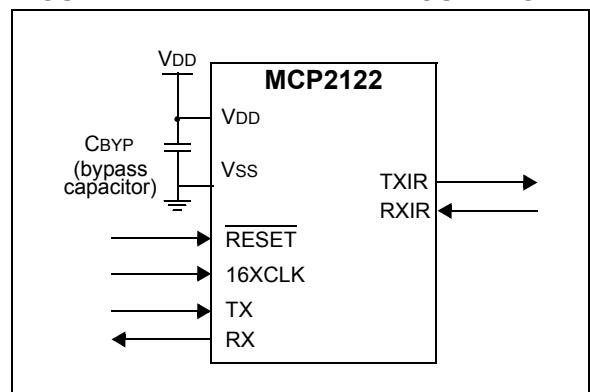 VDD
MCP2122
VDD
CBYP
(bypass
capacitor)
VSS
TXIR
RXIR
RESET
16XCLK
TX
RX